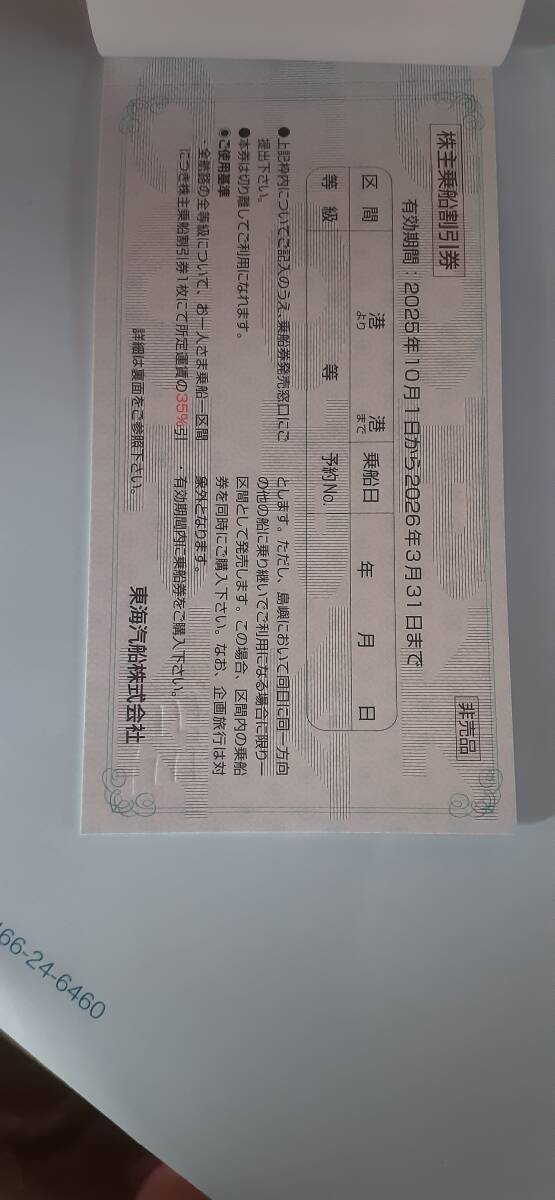 株主乗船割引券
非売品
有効期間：2025年10月1日から2026年3月31日まで
区間 港より 港まで 乗船日 年 月 日
等級 等 予約No.
●上記枠内についてご記入のうえ、乗船券発売窓口にご
提出下さい。
●本券は切り離してご利用になれます。
◉ご使用基準
・全航路の全等級について、お一人さま乗船一区間
につき株主乗船割引券1枚にて所定運賃の35%引
とします。ただし、島嶼において同日に同一方向
の他の船に乗り継いでご利用になる場合に限り一
区間として発売します。この場合、区間内の乗船
券を同時にご購入下さい。なお、企画旅行は対
象外となります。
・有効期間内に乗船券をご購入下さい。
詳細は裏面をご参照下さい。
東海汽船株式会社
66-24-6460